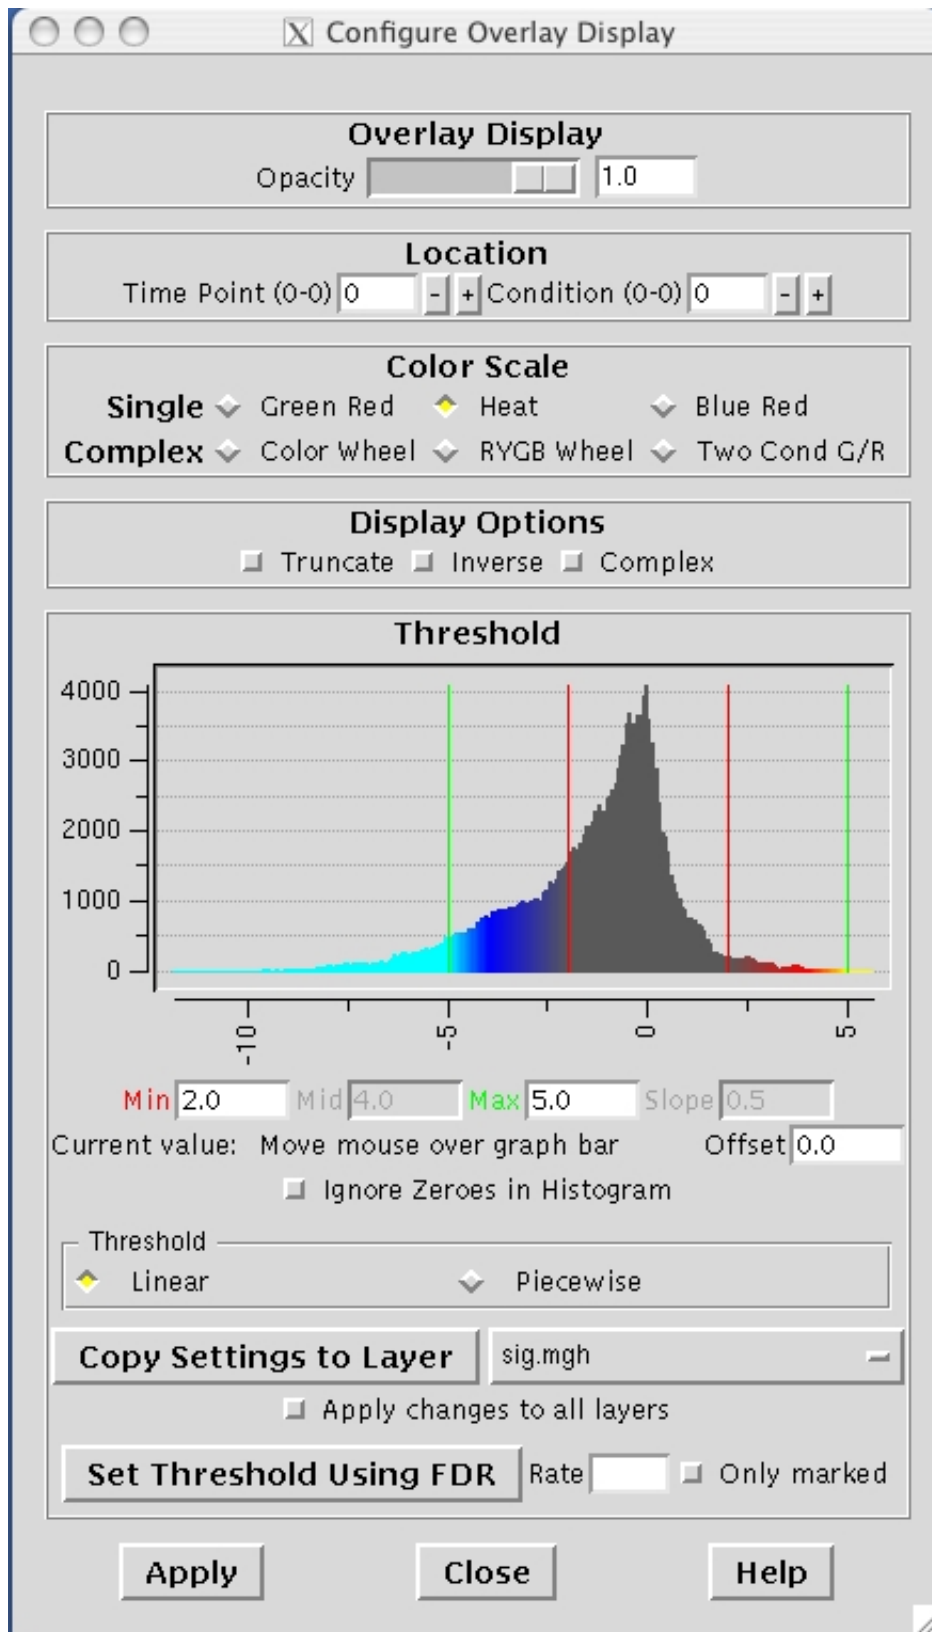 Configure Overlay Display
Overlay Display
Opacity 1.0
Location
Time Point (0-0) 0 - + Condition (0-0) 0 - +
Color Scale
Single Green Red Heat Blue Red
Complex Color Wheel RYGB Wheel Two Cond G/R
Display Options
Truncate Inverse Complex
Threshold
4000
3000
2000
1000
0
-10 -5 0 5
Min 2.0 Mid 4.0 Max 5.0 Slope 0.5
Current value: Move mouse over graph bar Offset 0.0
Ignore Zeroes in Histogram
Threshold
Linear Piecewise
Copy Settings to Layer sig.mgh
Apply changes to all layers
Set Threshold Using FDR Rate Only marked
Apply Close Help